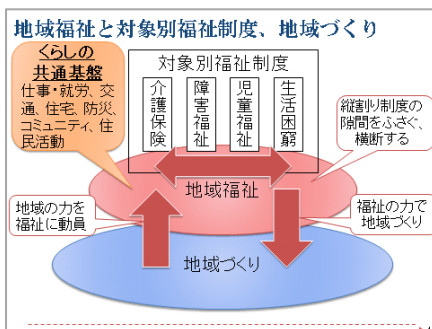 地域福祉と対象別福祉制度、地域づくり
くらしの
共通基盤
仕事・就労、交
通、住宅、防災、
コミュニティ、住
民活動
対象別福祉制度
介護保険
障害福祉
児童福祉
生活困窮
縦割り制度の
隙間をふさぐ、
横断する
地域福祉
地域の力を
福祉に動員
福祉の力で
地域づくり
地域づくり